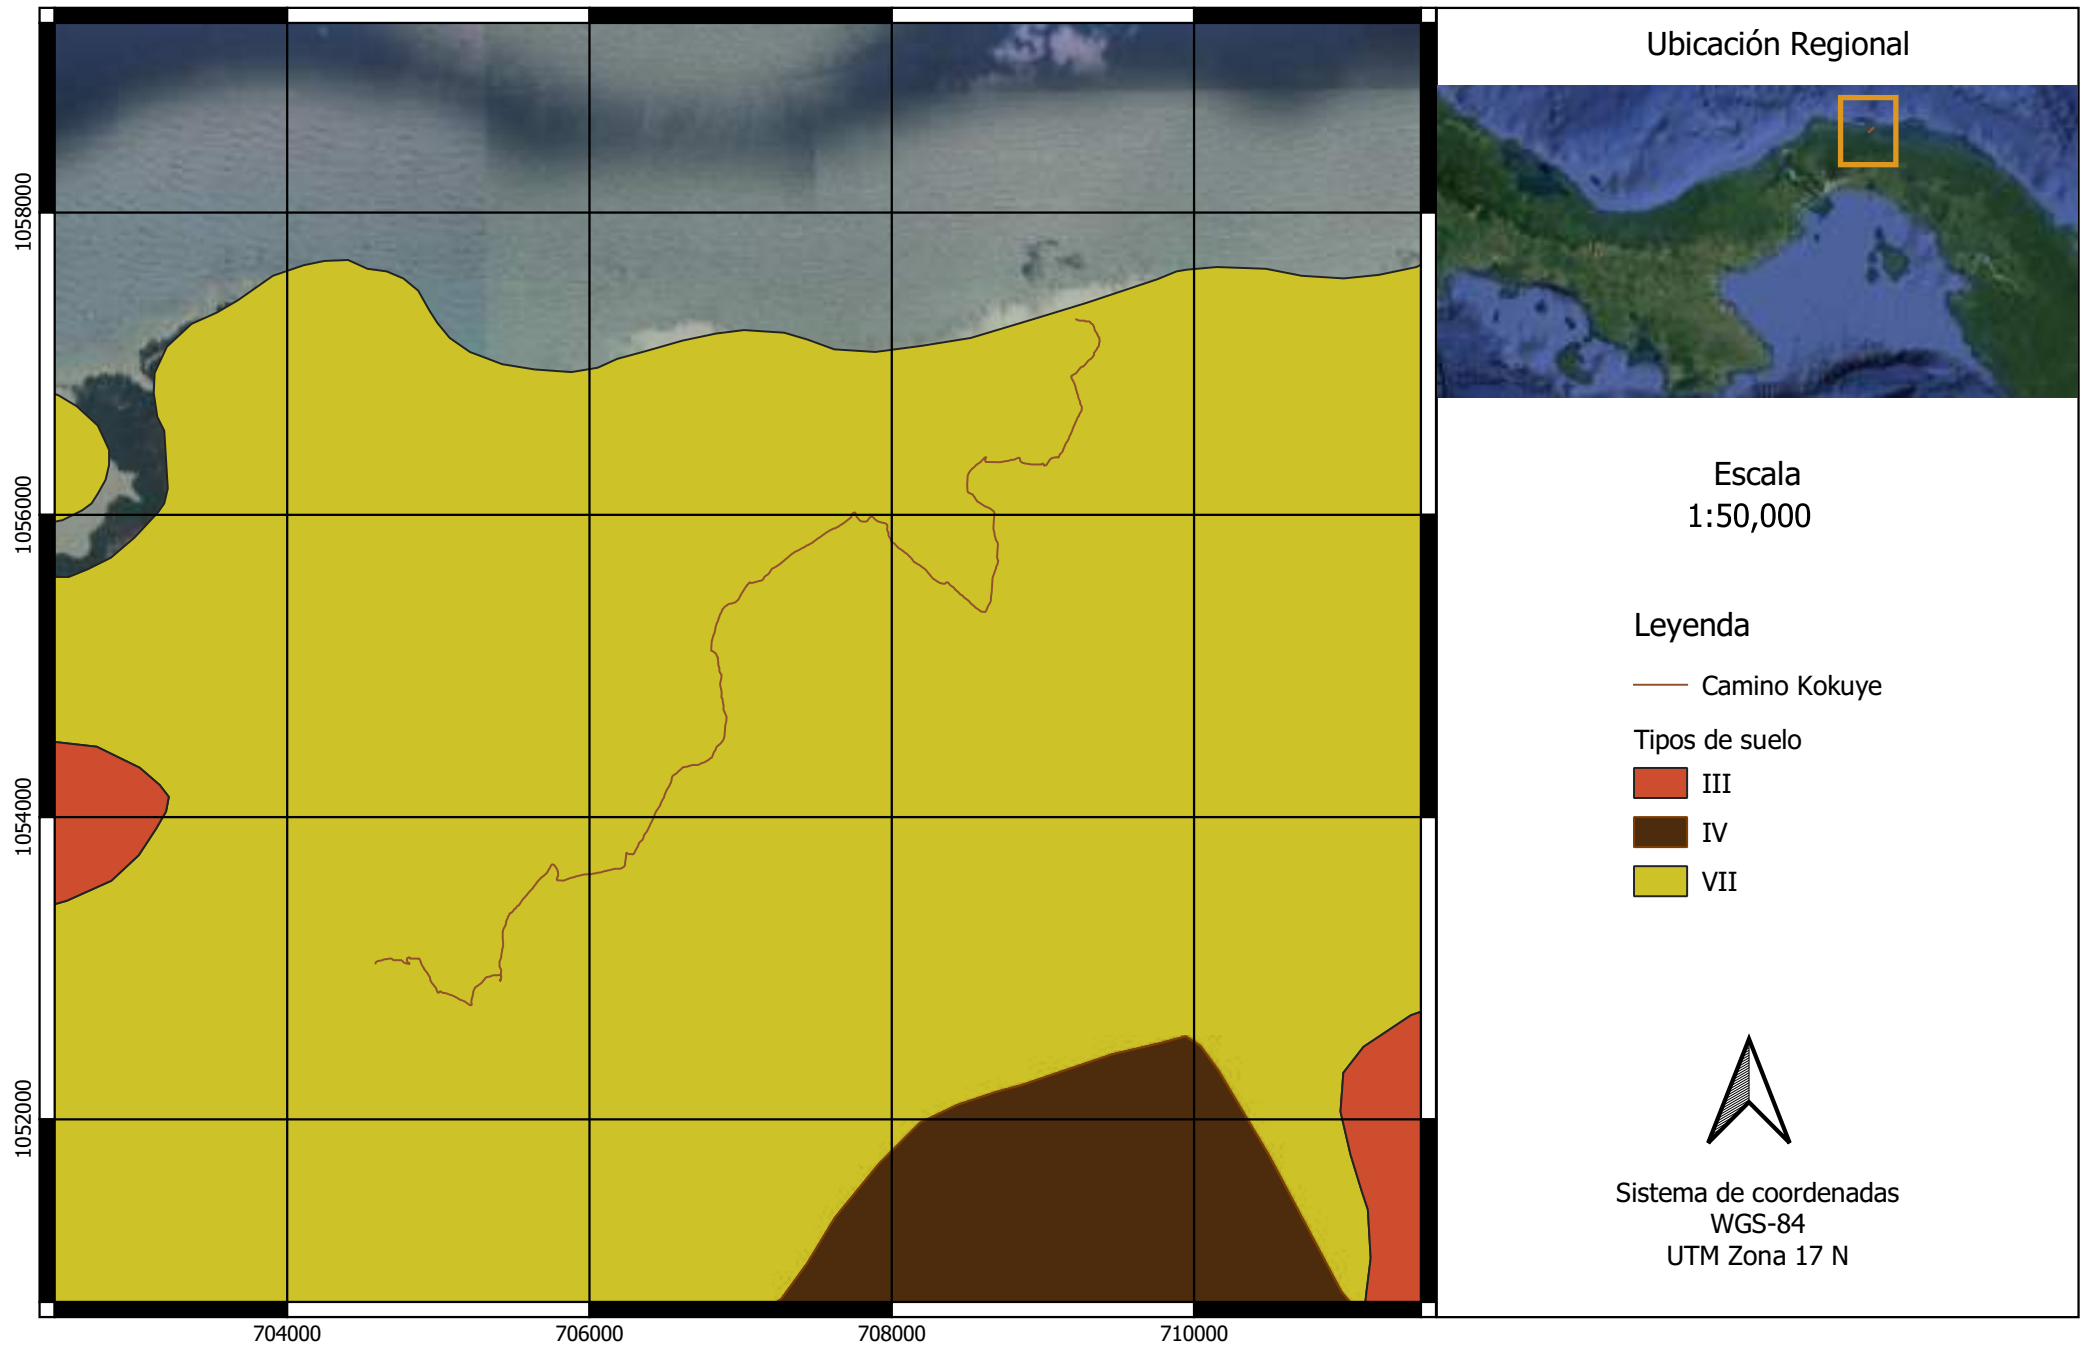 Ubicación Regional
1058000
1056000
1054000
1052000
704000
706000
708000
710000
Escala
1:50,000
Leyenda
Camino Kokuye
Tipos de suelo
III
IV
VII
Sistema de coordenadas
WGS-84
UTM Zona 17 N